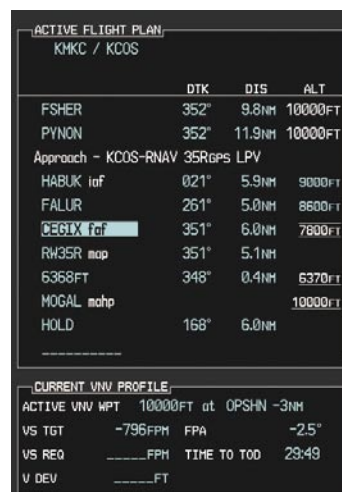 ACTIVE FLIGHT PLAN
KMKC / KCOS
DTK DIS ALT
FSHER 352° 9.8NM 10000FT
PYNON 352° 11.9NM 10000FT
Approach - KCOS-RNAV 35RGPS LPV
HABUK iaf 021° 5.9NM 9000FT
FALUR 261° 5.0NM 8600FT
CEGIX faf 351° 6.0NM 7800FT
RW35R map 351° 5.1NM
6368FT 348° 0.4NM 6370FT
MOGAL mahp 10000FT
HOLD 168° 6.0NM
__________
CURRENT VNV PROFILE
ACTIVE VNV WPT 10000FT at OPSHN -3NM
VS TGT -796FPM FPA -2.5°
VS REQ _____FPM TIME TO TOD 29:49
V DEV _____FT